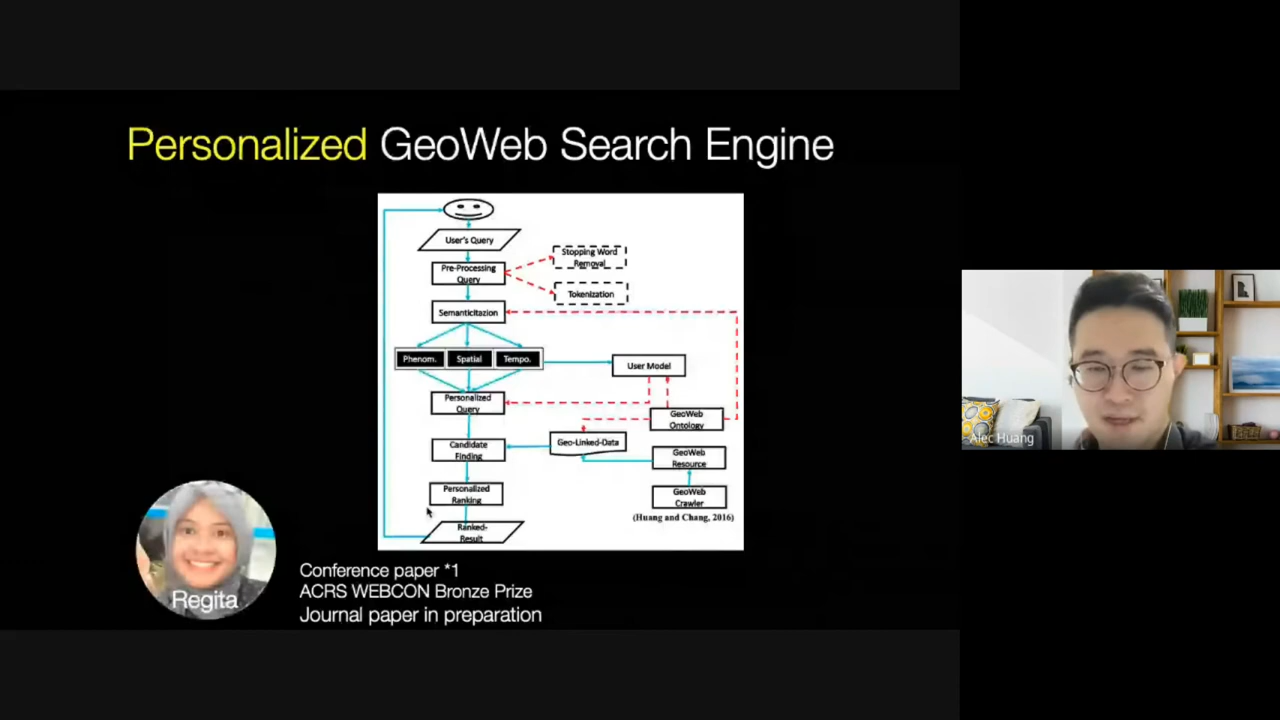 Personalized GeoWeb Search Engine
User's Query
Stopping Word
Removal
Pre-Processing
Query
Tokenization
Semanticitazion
Phenom. Spatial Tempo.
User Model
Personalized
Query
GeoWeb
Ontology
Candidate
Finding
Geo-Linked-Data
GeoWeb
Resource
Personalized
Ranking
GeoWeb
Crawler
(Huang and Chang, 2016)
Ranked-
Result
Regita
Conference paper *1
ACRS WEBCON Bronze Prize
Journal paper in preparation
Alec Huang